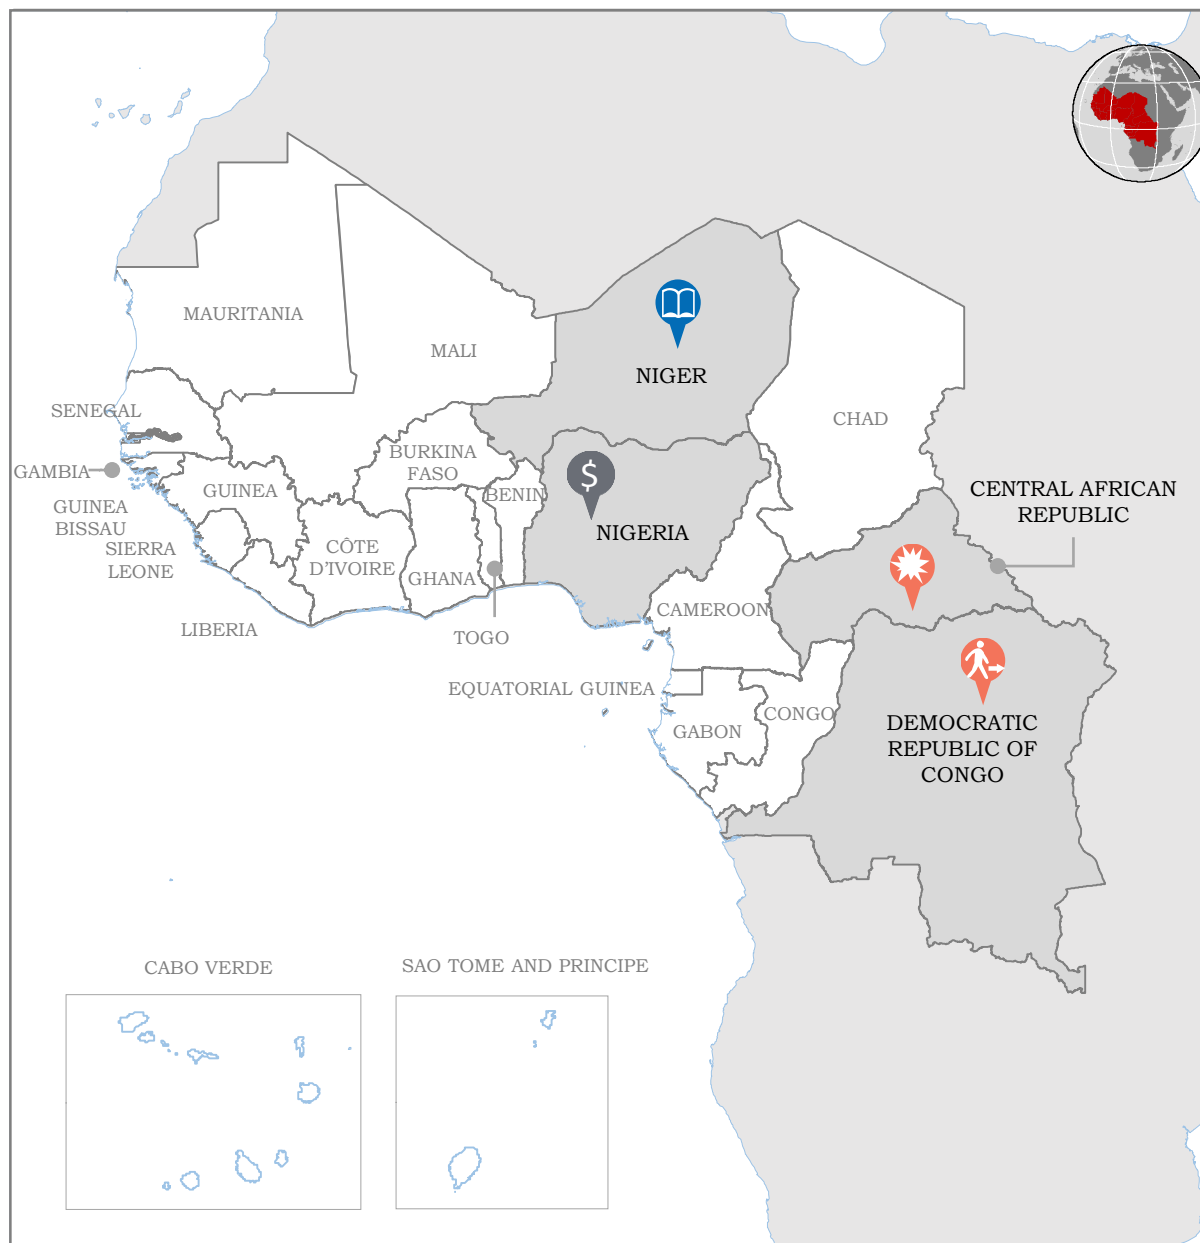 MAURITANIA
MALI
NIGER
CHAD
SENEGAL
GAMBIA
GUINEA
BISSAU
GUINEA
SIERRA
LEONE
LIBERIA
CÔTE
D'IVOIRE
BURKINA
FASO
GHANA
TOGO
BENIN
$
NIGERIA
CENTRAL AFRICAN
REPUBLIC
CAMEROON
EQUATORIAL GUINEA
GABON
CONGO
DEMOCRATIC
REPUBLIC OF
CONGO
CABO VERDE
SAO TOME AND PRINCIPE